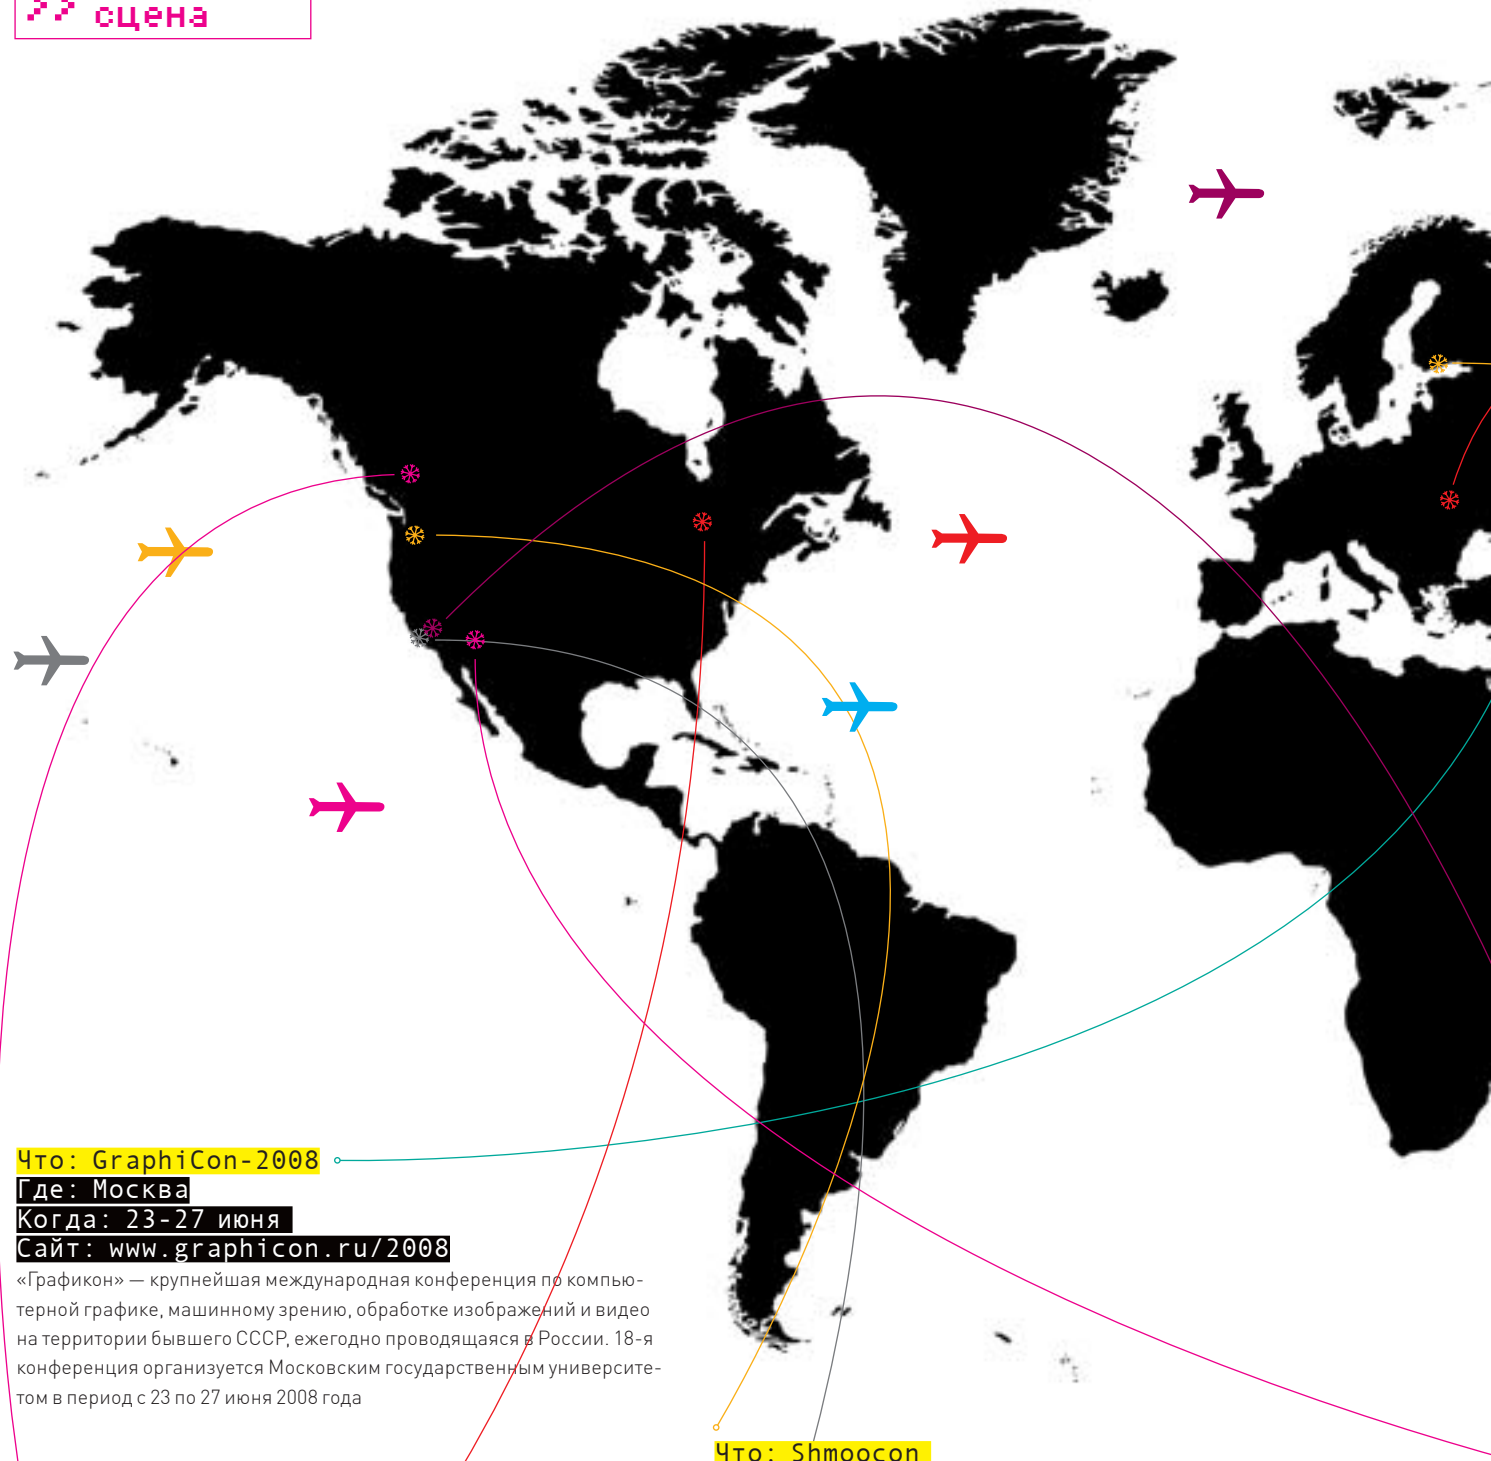 >> сцена
Что: GraphiCon-2008
Где: Москва
Когда: 23-27 июня
Сайт: www.graphicon.ru/2008
«Графикон» — крупнейшая международная конференция по компью-
терной графике, машинному зрению, обработке изображений и видео
на территории бывшего СССР, ежегодно проводящаяся в России. 18-я
конференция организуется Московским государственным университе-
том в период с 23 по 27 июня 2008 года
Что: Shmoocon